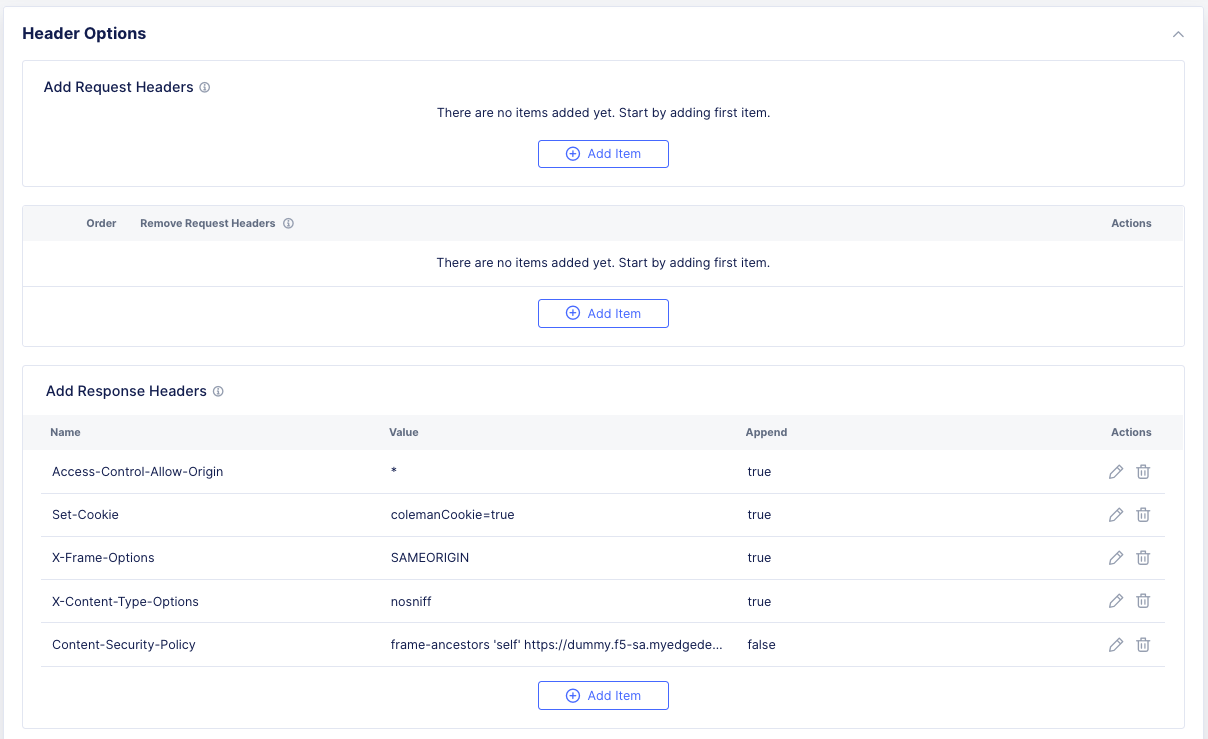 Header Options
Add Request Headers
There are no items added yet. Start by adding first item.
Add Item
Order Remove Request Headers Actions
There are no items added yet. Start by adding first item.
Add Item
Add Response Headers
Name Value Append Actions
Access-Control-Allow-Origin * true
Set-Cookie colemanCookie=true true
X-Frame-Options SAMEORIGIN true
X-Content-Type-Options nosniff true
Content-Security-Policy frame-ancestors 'self' https://dummy.f5-sa.myedgede... false
Add Item